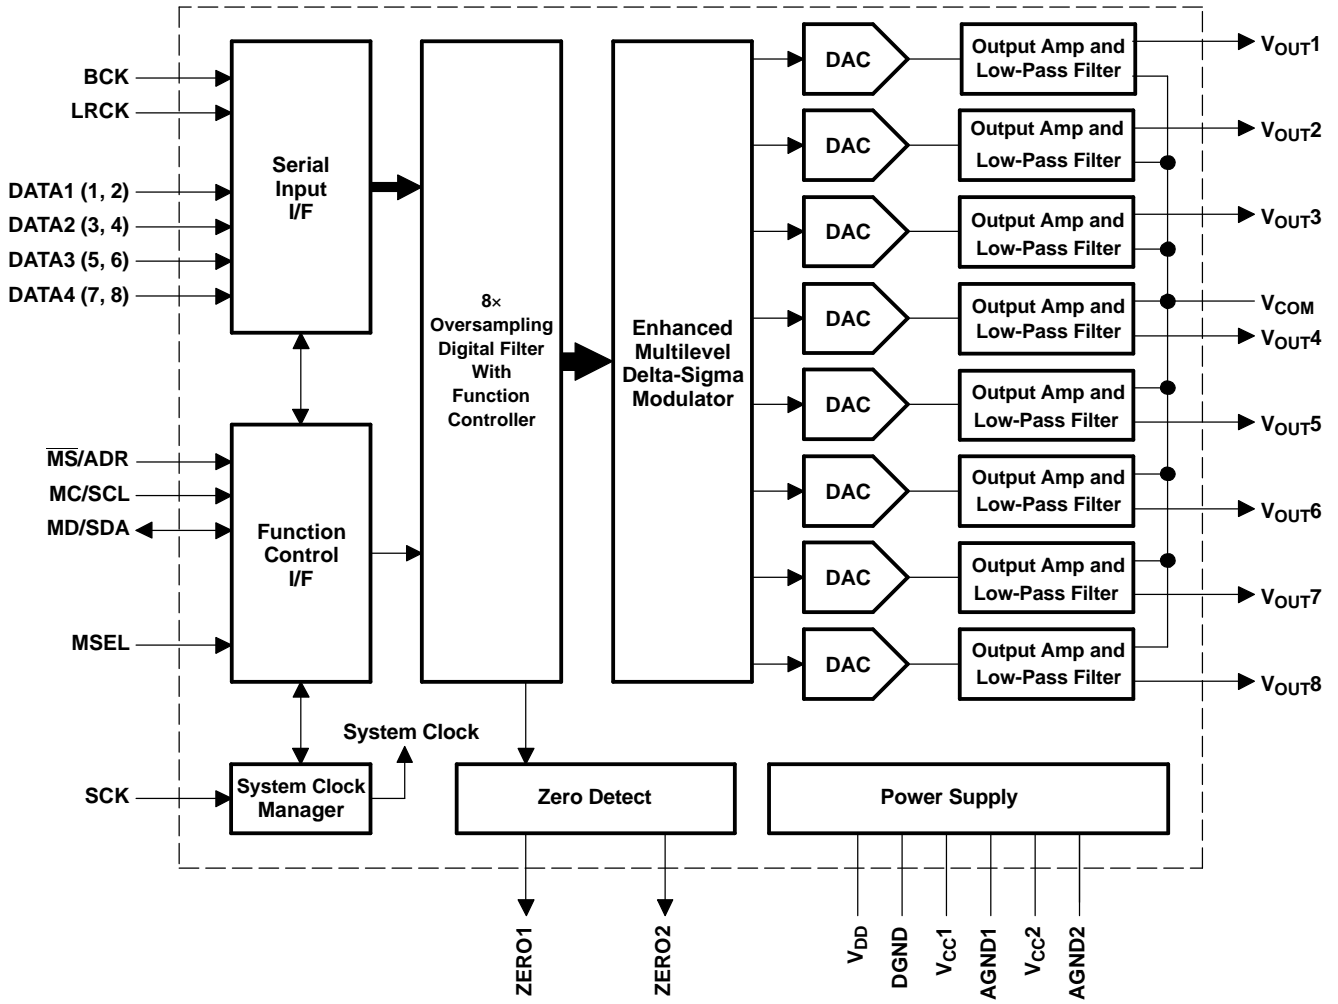 BCK
LRCK
DATA1 (1, 2)
DATA2 (3, 4)
DATA3 (5, 6)
DATA4 (7, 8)
Serial
Input
I/F
MS/ADR
MC/SCL
MD/SDA
MSEL
Function
Control
I/F
SCK
System Clock
Manager
System Clock
8×
Oversampling
Digital Filter
With
Function
Controller
Enhanced
Multilevel
Delta-Sigma
Modulator
DAC
Output Amp and
Low-Pass Filter
VOUT1
DAC
Output Amp and
Low-Pass Filter
VOUT2
DAC
Output Amp and
Low-Pass Filter
VOUT3
DAC
Output Amp and
Low-Pass Filter
VCOM
VOUT4
DAC
Output Amp and
Low-Pass Filter
VOUT5
DAC
Output Amp and
Low-Pass Filter
VOUT6
DAC
Output Amp and
Low-Pass Filter
VOUT7
DAC
Output Amp and
Low-Pass Filter
VOUT8
Zero Detect
Power Supply
ZERO1
ZERO2
VDD
DGND
VCC1
AGND1
VCC2
AGND2